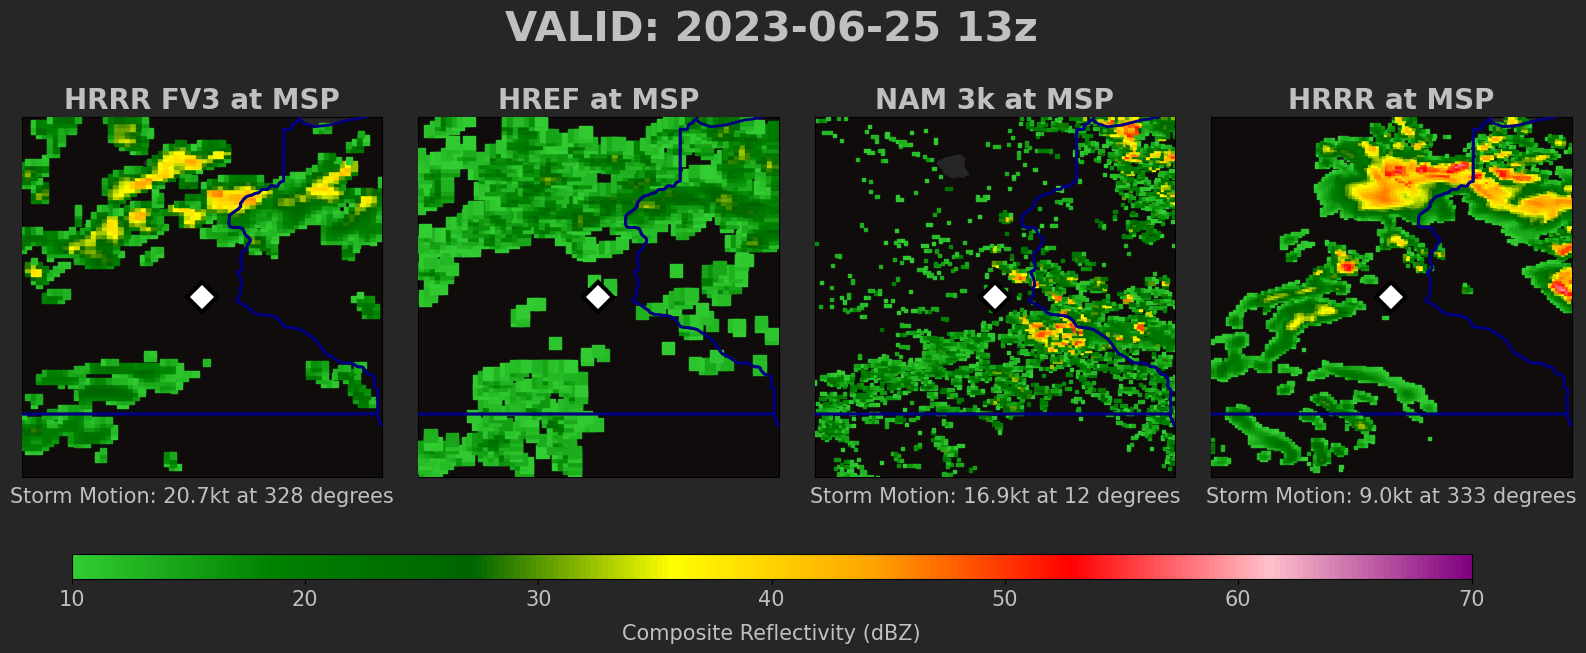 VALID: 2023-06-25 13z
HRRR FV3 at MSP
HREF at MSP
NAM 3k at MSP
HRRR at MSP
Storm Motion: 20.7kt at 328 degrees
Storm Motion: 16.9kt at 12 degrees
Storm Motion: 9.0kt at 333 degrees
10 20 30 40 50 60 70
Composite Reflectivity (dBZ)